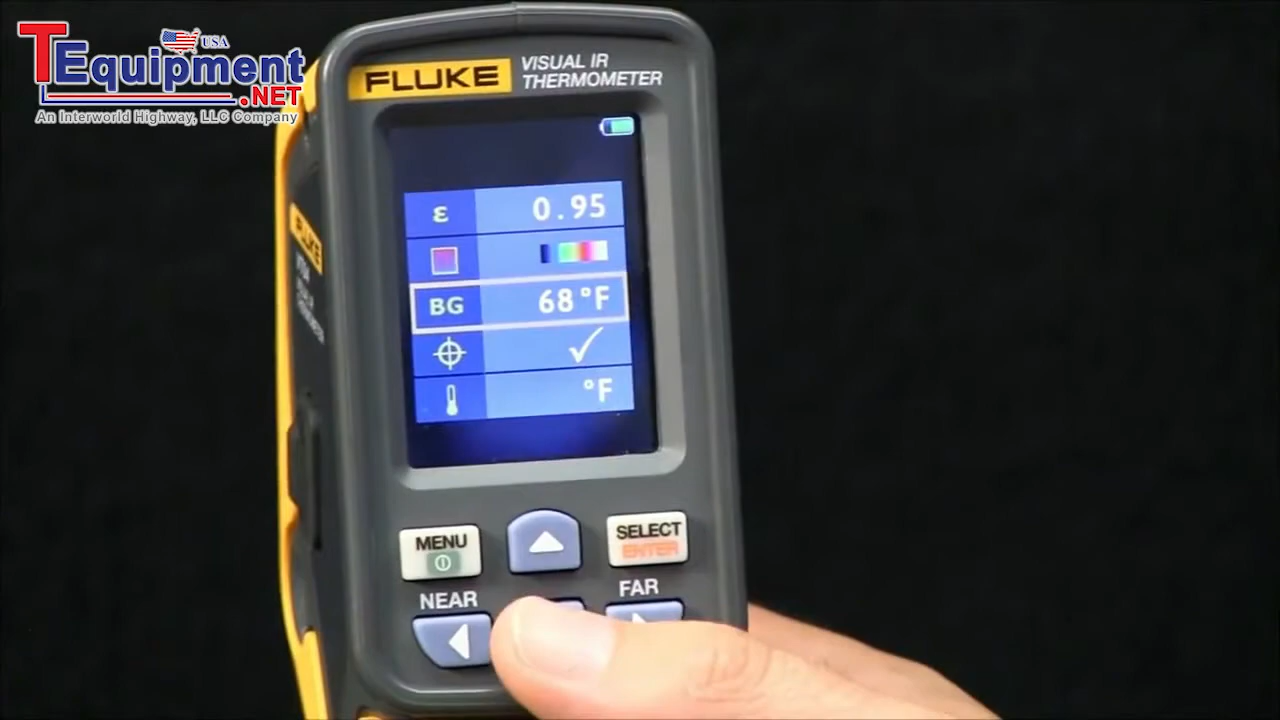 TEquipment USA
.NET
An Interworld Highway, LLC Company
FLUKE
VISUAL IR
THERMOMETER
FLUKE
ε 0.95
BG 68°F
✓
°F
MENU
SELECT
ENTER
NEAR
FAR